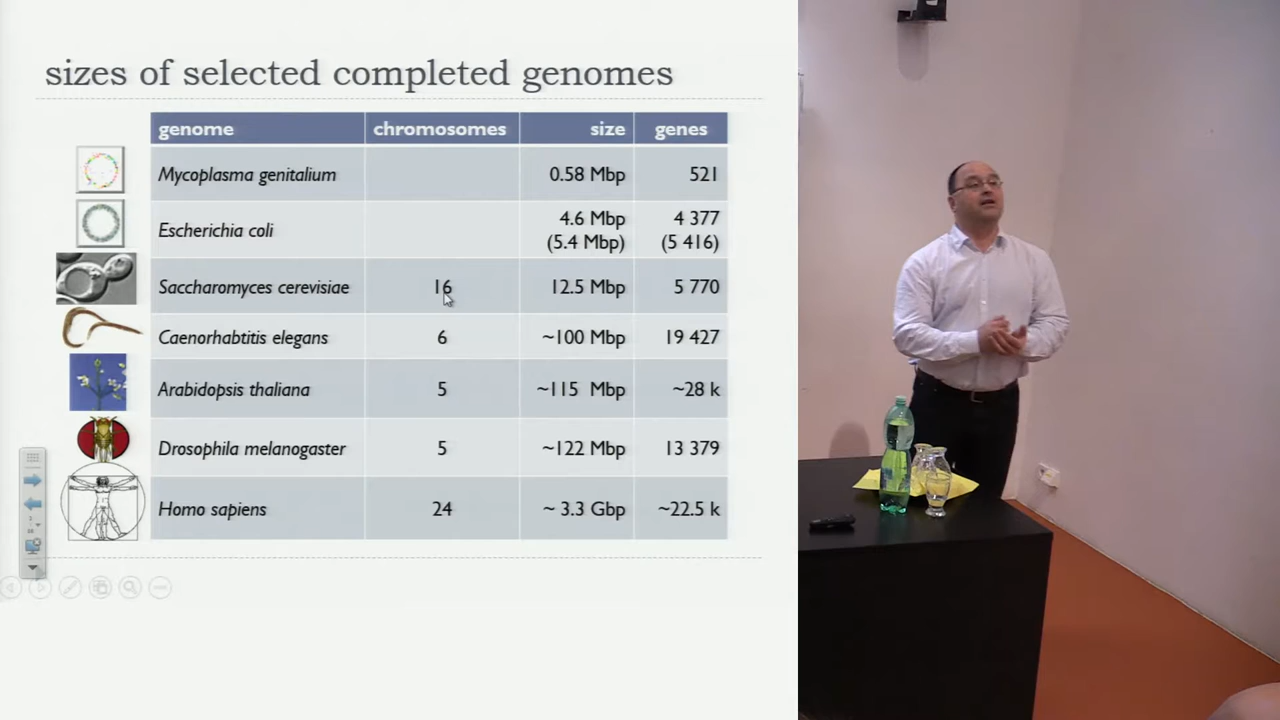 sizes of selected completed genomes
genome chromosomes size genes
Mycoplasma genitalium 0.58 Mbp 521
Escherichia coli 4.6 Mbp 4 377
(5.4 Mbp) (5 416)
Saccharomyces cerevisiae 16 12.5 Mbp 5 770
Caenorhabtitis elegans 6 ~100 Mbp 19 427
Arabidopsis thaliana 5 ~115 Mbp ~28 k
Drosophila melanogaster 5 ~122 Mbp 13 379
Homo sapiens 24 ~ 3.3 Gbp ~22.5 k